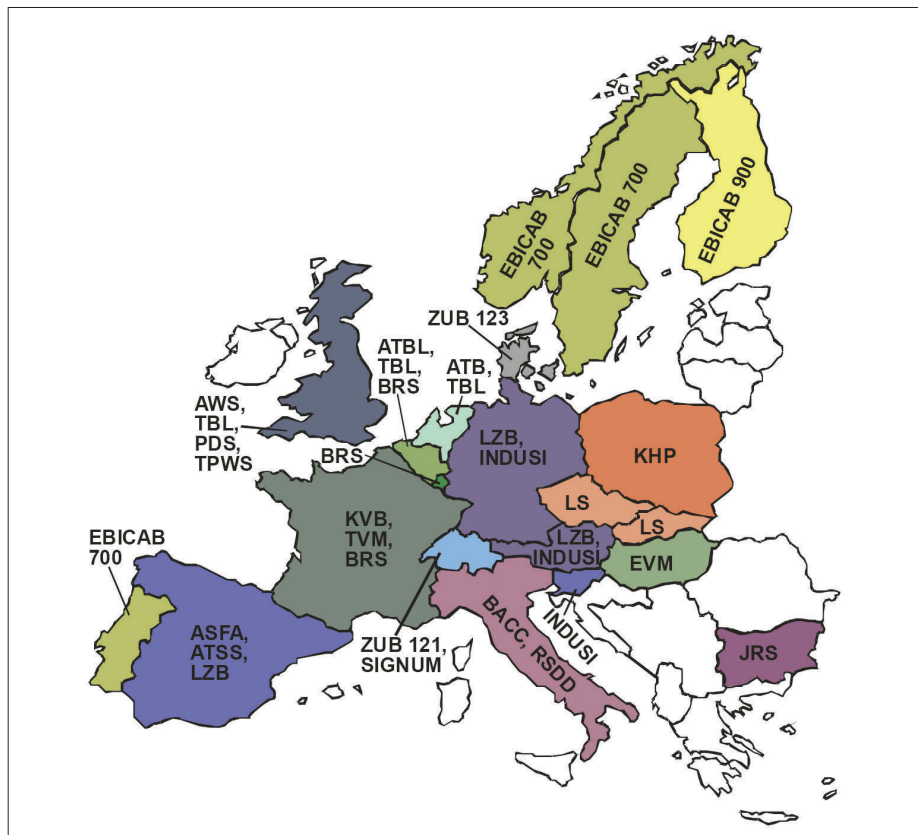 EBICAB 900
EBICAB 700
EBICAB
700
ZUB 123
ATBL,
TBL,
BRS
ATB,
TBL
AWS,
TBL,
PDS,
TPWS
BRS
LZB,
INDUSI
KHP
LS
LS
KVB,
TVM,
BRS
LZB,
INDUSI
EVM
EBICAB
700
ASFA,
ATSS,
LZB
ZUB 121,
SIGNUM
BACC, RSDD
INDUSI
JRS